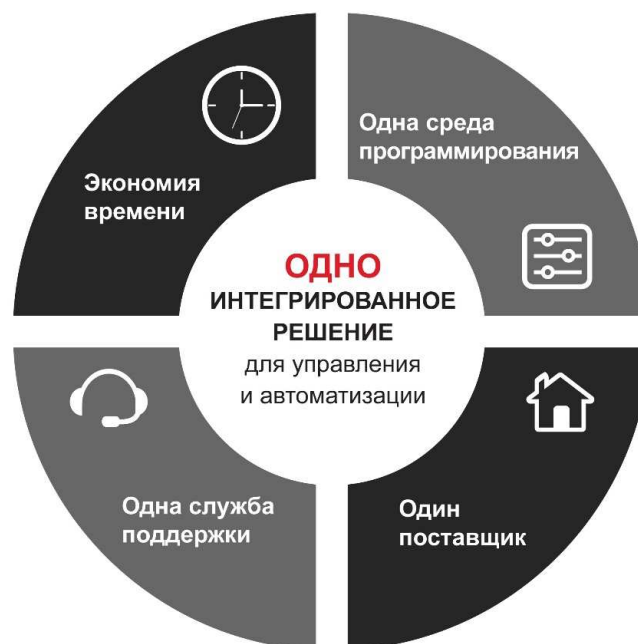 Экономия
времени
Одна среда
программирования
ОДНО
ИНТЕГРИРОВАННОЕ
РЕШЕНИЕ
для управления
и автоматизации
Одна служба
поддержки
Один
поставщик